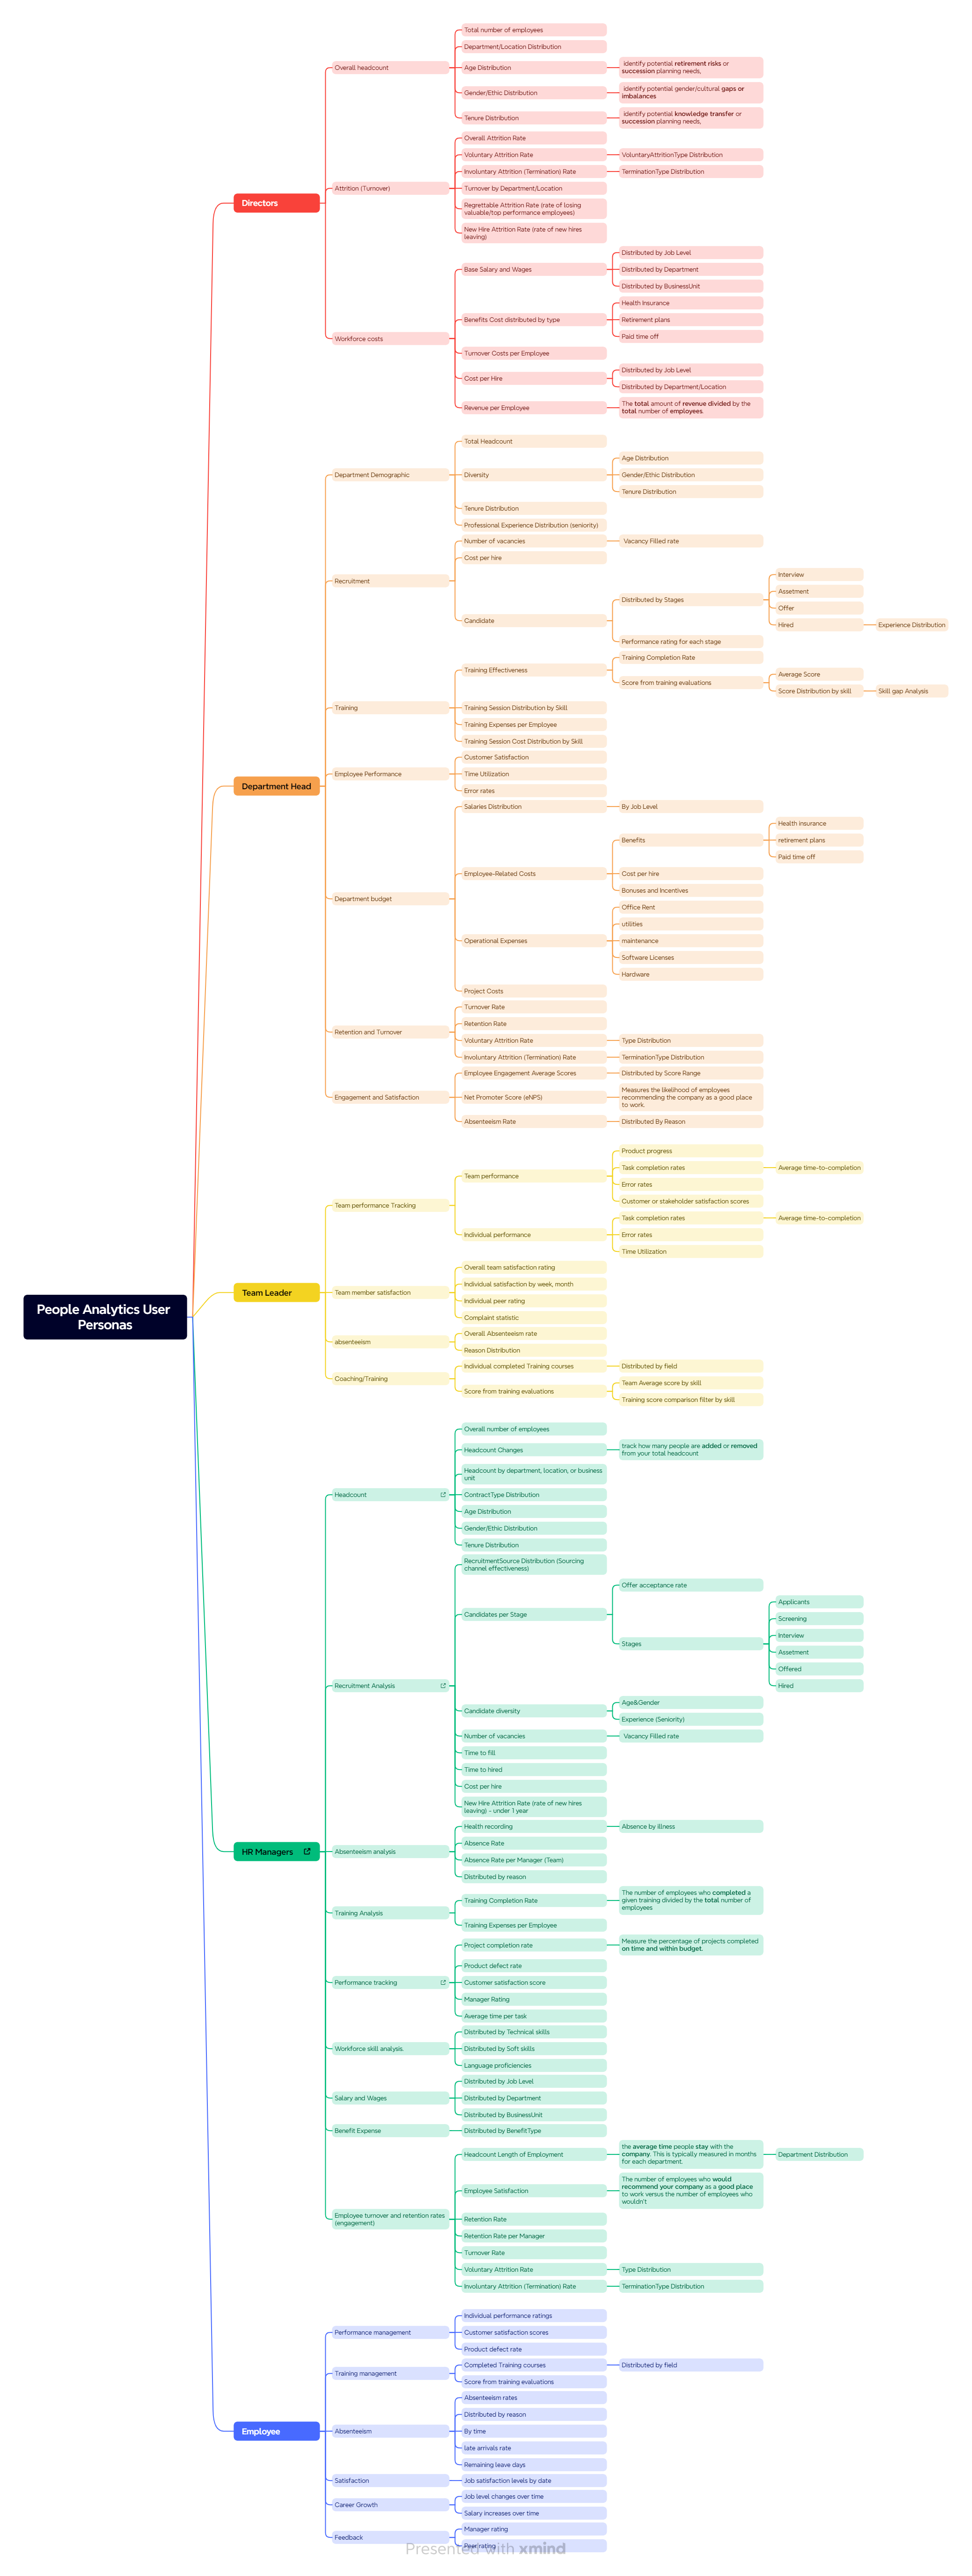 People Analytics User
Personas
Directors
Overall headcount
Total number of employees
Department/Location Distribution
Age Distribution
identify potential retirement risks or
succession planning needs,
Gender/Ethic Distribution
identify potential gender/cultural gaps or
imbalances
Tenure Distribution
identify potential knowledge transfer or
succession planning needs,
Attrition (Turnover)
Overall Attrition Rate
Voluntary Attrition Rate
VoluntaryAttritionType Distribution
Involuntary Attrition (Termination) Rate
TerminationType Distribution
Turnover by Department/Location
Regrettable Attrition Rate (rate of losing
valuable/top performance employees)
New Hire Attrition Rate (rate of new hires
leaving)
Workforce costs
Base Salary and Wages
Distributed by Job Level
Distributed by Department
Distributed by BusinessUnit
Benefits Cost distributed by type
Health Insurance
Retirement plans
Paid time off
Turnover Costs per Employee
Cost per Hire
Distributed by Job Level
Distributed by Department/Location
Revenue per Employee
The total amount of revenue divided by the
total number of employees.
Department Head
Department Demographic
Total Headcount
Diversity
Age Distribution
Gender/Ethic Distribution
Tenure Distribution
Tenure Distribution
Professional Experience Distribution (seniority)
Recruitment
Number of vacancies
Vacancy Filled rate
Cost per hire
Candidate
Distributed by Stages
Interview
Assetment
Offer
Hired
Experience Distribution
Performance rating for each stage
Training
Training Effectiveness
Training Completion Rate
Score from training evaluations
Average Score
Score Distribution by skill
Skill gap Analysis
Training Session Distribution by Skill
Training Expenses per Employee
Training Session Cost Distribution by Skill
Employee Performance
Customer Satisfaction
Time Utilization
Error rates
Department budget
Salaries Distribution
By Job Level
Employee-Related Costs
Benefits
Health insurance
retirement plans
Paid time off
Cost per hire
Bonuses and Incentives
Operational Expenses
Office Rent
utilities
maintenance
Software Licenses
Hardware
Project Costs
Retention and Turnover
Turnover Rate
Retention Rate
Voluntary Attrition Rate
Type Distribution
Involuntary Attrition (Termination) Rate
TerminationType Distribution
Engagement and Satisfaction
Employee Engagement Average Scores
Distributed by Score Range
Net Promoter Score (eNPS)
Measures the likelihood of employees
recommending the company as a good place
to work.
Absenteeism Rate
Distributed By Reason
Team Leader
Team performance Tracking
Team performance
Product progress
Task completion rates
Average time-to-completion
Error rates
Customer or stakeholder satisfaction scores
Individual performance
Task completion rates
Average time-to-completion
Error rates
Time Utilization
Team member satisfaction
Overall team satisfaction rating
Individual satisfaction by week, month
Individual peer rating
Complaint statistic
absenteeism
Overall Absenteeism rate
Reason Distribution
Coaching/Training
Individual completed Training courses
Distributed by field
Score from training evaluations
Team Average score by skill
Training score comparison filter by skill
HR Managers
Headcount
Overall number of employees
Headcount Changes
track how many people are added or removed
from your total headcount
Headcount by department, location, or business
unit
ContractType Distribution
Age Distribution
Gender/Ethic Distribution
Tenure Distribution
Recruitment Analysis
RecruitmentSource Distribution (Sourcing
channel effectiveness)
Candidates per Stage
Offer acceptance rate
Stages
Applicants
Screening
Interview
Assetment
Offered
Hired
Candidate diversity
Age&Gender
Experience (Seniority)
Number of vacancies
Vacancy Filled rate
Time to fill
Time to hired
Cost per hire
New Hire Attrition Rate (rate of new hires
leaving) - under 1 year
Absenteeism analysis
Health recording
Absence by illness
Absence Rate
Absence Rate per Manager (Team)
Distributed by reason
Training Analysis
Training Completion Rate
The number of employees who completed a
given training divided by the total number of
employees
Training Expenses per Employee
Performance tracking
Project completion rate
Measure the percentage of projects completed
on time and within budget.
Product defect rate
Customer satisfaction score
Manager Rating
Average time per task
Workforce skill analysis.
Distributed by Technical skills
Distributed by Soft skills
Language proficiencies
Salary and Wages
Distributed by Job Level
Distributed by Department
Distributed by BusinessUnit
Benefit Expense
Distributed by BenefitType
Employee turnover and retention rates
(engagement)
Headcount Length of Employment
the average time people stay with the
company. This is typically measured in months
for each department.
Department Distribution
Employee Satisfaction
The number of employees who would
recommend your company as a good place
to work versus the number of employees who
wouldn't
Retention Rate
Retention Rate per Manager
Turnover Rate
Voluntary Attrition Rate
Type Distribution
Involuntary Attrition (Termination) Rate
TerminationType Distribution
Employee
Performance management
Individual performance ratings
Customer satisfaction scores
Product defect rate
Training management
Completed Training courses
Distributed by field
Score from training evaluations
Absenteeism
Absenteeism rates
Distributed by reason
By time
late arrivals rate
Remaining leave days
Satisfaction
Job satisfaction levels by date
Career Growth
Job level changes over time
Salary increases over time
Feedback
Manager rating
Peer rating
Presented with xmind